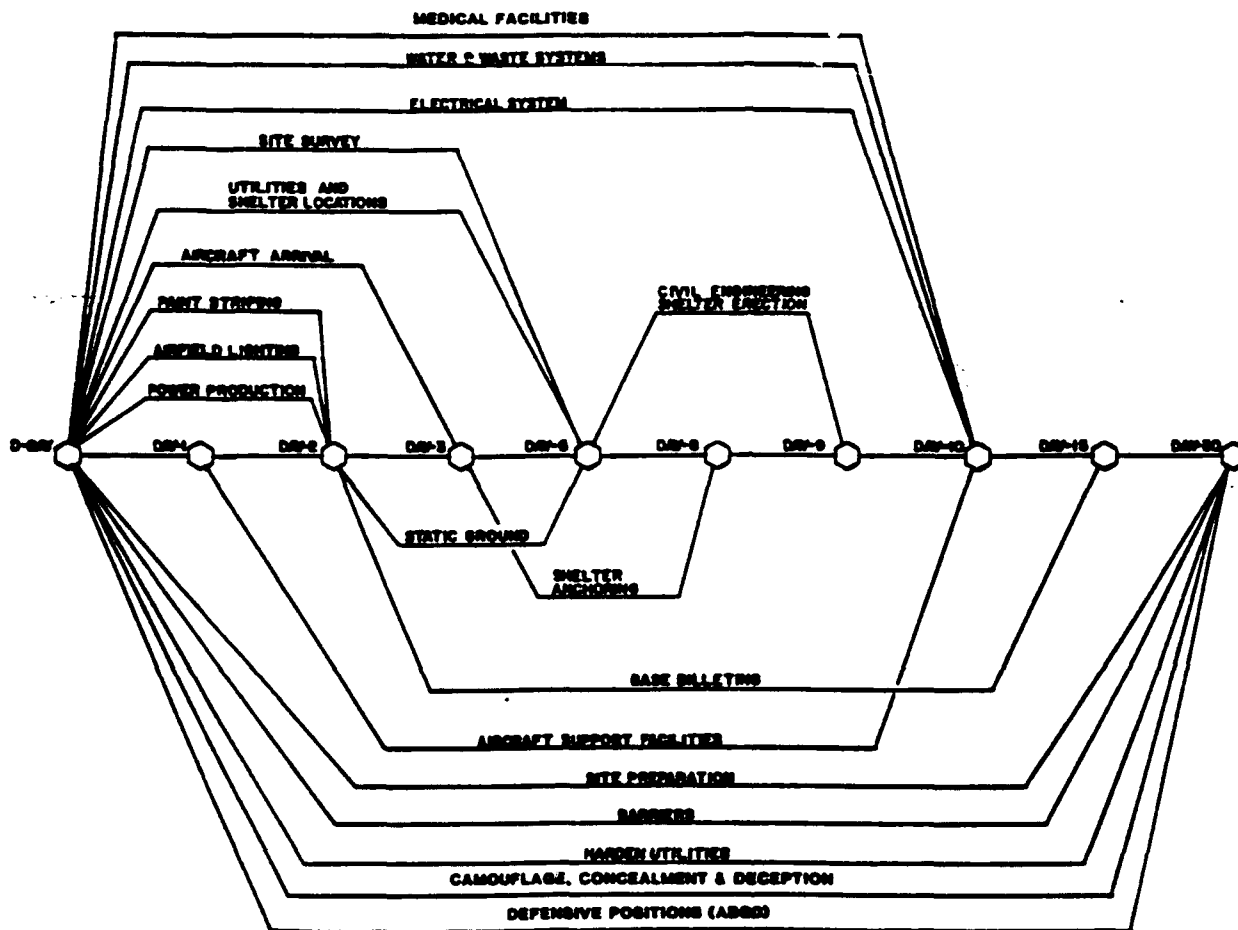 MEDICAL FACILITIES
WATER & WASTE SYSTEMS
ELECTRICAL SYSTEM
SITE SURVEY
UTILITIES AND
SHELTER LOCATIONS
AIRCRAFT ARRIVAL
PAINT STRIPING
AIRFIELD LIGHTING
POWER PRODUCTION
CIVIL ENGINEERING
SHELTER ERECTION
D-DAY DAY-1 DAY-2 DAY-3 DAY-8 DAY-9 DAY-10 DAY-15 DAY-30
STATIC GROUND
SHELTER
ANCHORING
BASE BILLETING
AIRCRAFT SUPPORT FACILITIES
SITE PREPARATION
BARRIERS
HARDEN UTILITIES
CAMOUFLAGE, CONCEALMENT & DECEPTION
DEFENSIVE POSITIONS (ABGD)